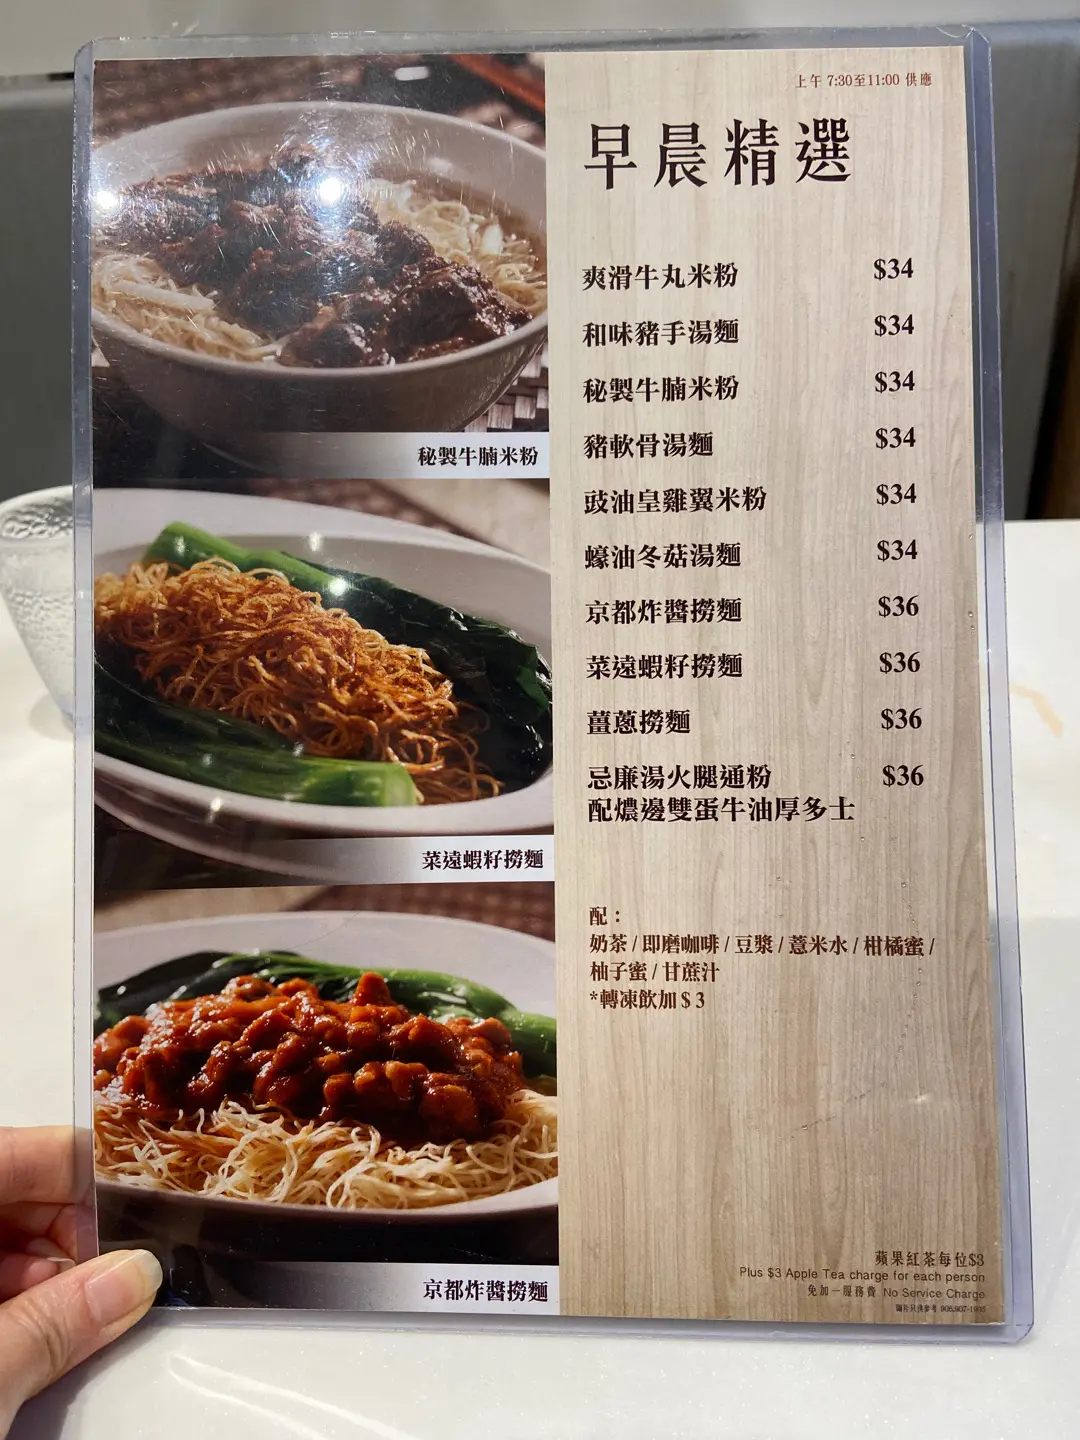 上午 7:30至11:00 供應
早晨精選
爽滑牛丸米粉 $34
和味豬手湯麵 $34
秘製牛腩米粉 $34
豬軟骨湯麵 $34
豉油皇雞翼米粉 $34
蠔油冬菇湯麵 $34
京都炸醬撈麵 $36
菜遠蝦籽撈麵 $36
薑蔥撈麵 $36
忌廉湯火腿通粉 $36
配燶邊雙蛋牛油厚多士
配：
奶茶 / 即磨咖啡 / 豆漿 / 薏米水 / 柑橘蜜 /
柚子蜜 / 甘蔗汁
*轉凍飲加 $ 3
蘋果紅茶每位$3
Plus $3 Apple Tea charge for each person
免加一服務費 No Service Charge
圖片只供參考
秘製牛腩米粉
菜遠蝦籽撈麵
京都炸醬撈麵